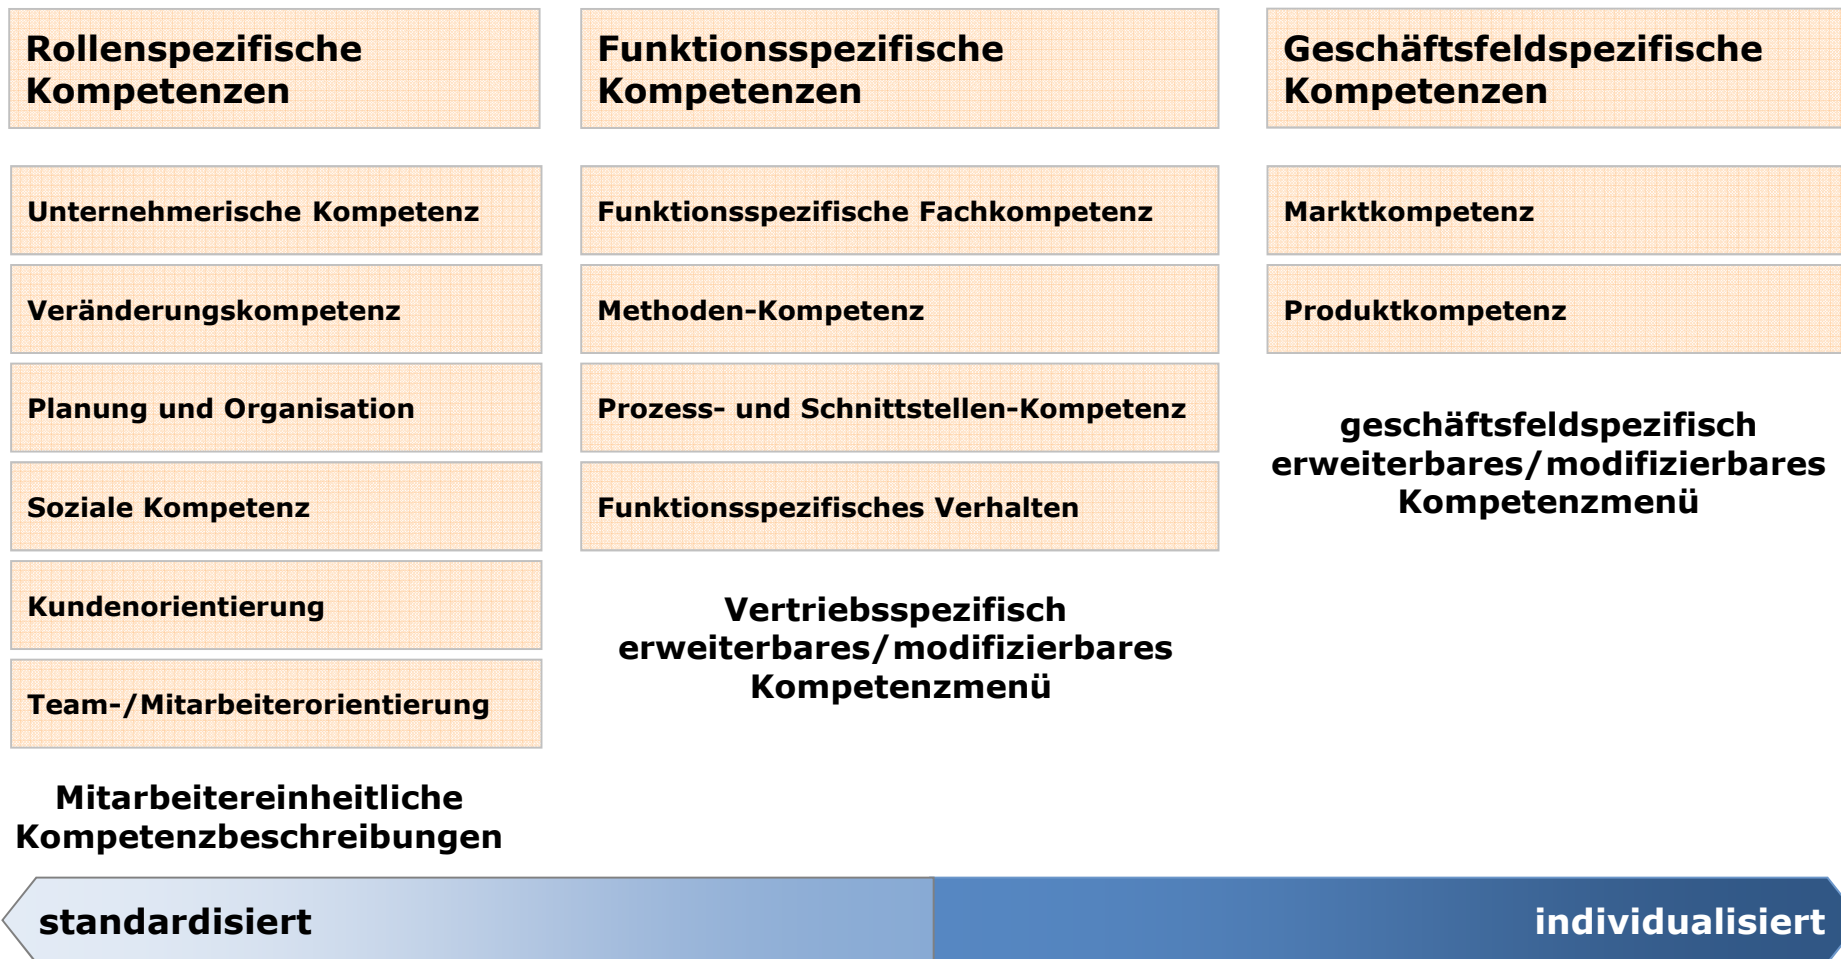 Rollenspezifische
Kompetenzen
Unternehmerische Kompetenz
Veränderungskompetenz
Planung und Organisation
Soziale Kompetenz
Kundenorientierung
Team-/Mitarbeiterorientierung
Mitarbeitereinheitliche
Kompetenzbeschreibungen
Funktionsspezifische
Kompetenzen
Funktionsspezifische Fachkompetenz
Methoden-Kompetenz
Prozess- und Schnittstellen-Kompetenz
Funktionsspezifisches Verhalten
Vertriebsspezifisch
erweiterbares/modifizierbares
Kompetenzmenü
Geschäftsfeldspezifische
Kompetenzen
Marktkompetenz
Produktkompetenz
geschäftsfeldspezifisch
erweiterbares/modifizierbares
Kompetenzmenü
standardisiert
individualisiert